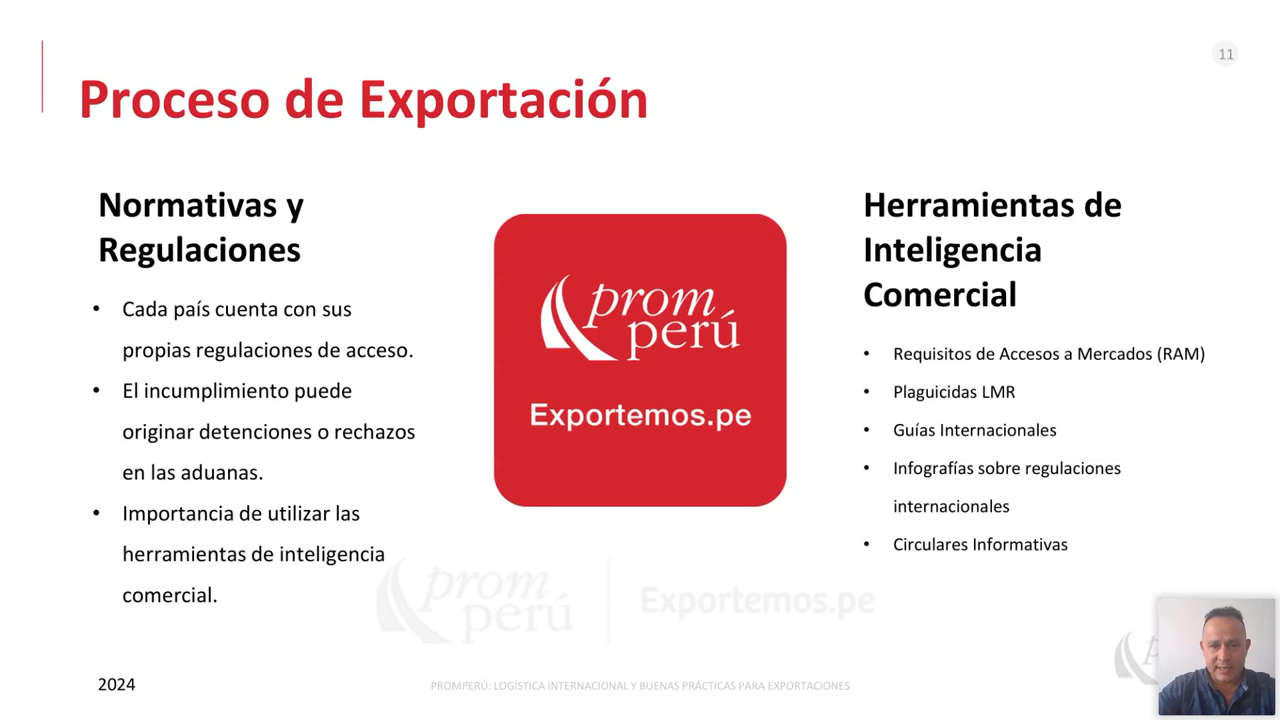 11
Proceso de Exportación
Normativas y
Regulaciones
• Cada país cuenta con sus
propias regulaciones de acceso.
• El incumplimiento puede
originar detenciones o rechazos
en las aduanas.
• Importancia de utilizar las
herramientas de inteligencia
comercial.
prom
perú
Exportemos.pe
Herramientas de
Inteligencia
Comercial
• Requisitos de Accesos a Mercados (RAM)
• Plaguicidas LMR
• Guías Internacionales
• Infografías sobre regulaciones
internacionales
• Circulares Informativas
prom
perú
Exportemos.pe
2024
PROMPERÚ: LOGÍSTICA INTERNACIONAL Y BUENAS PRÁCTICAS PARA EXPORTACIONES